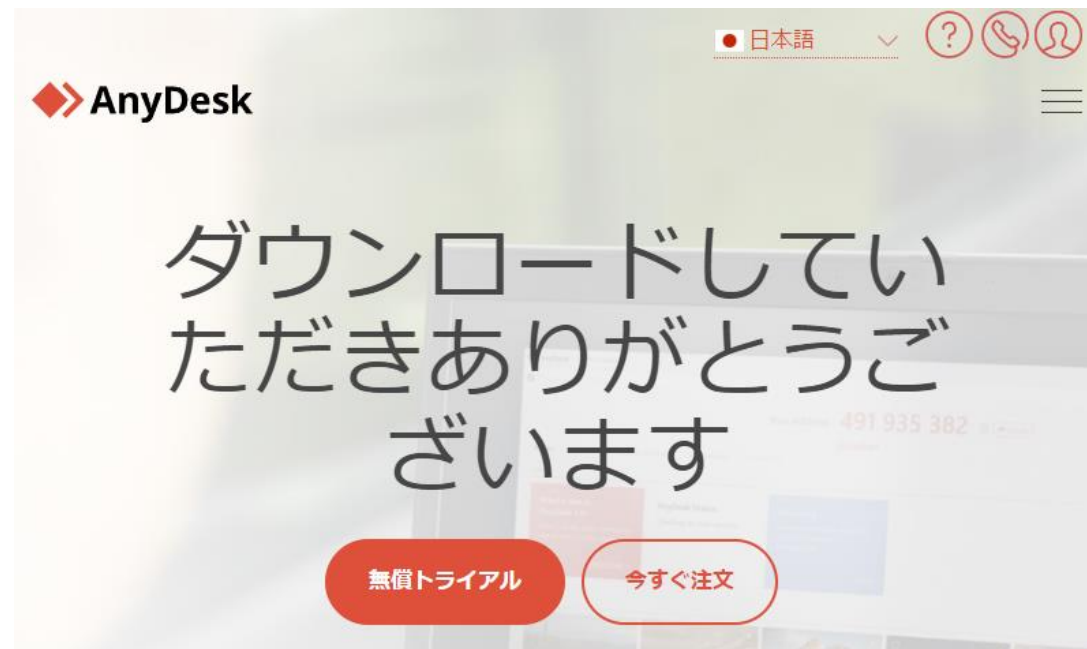 日本語
AnyDesk
ダウンロードしてい
ただきありがとうご
ざいます
491 935 382
無償トライアル
今すぐ注文